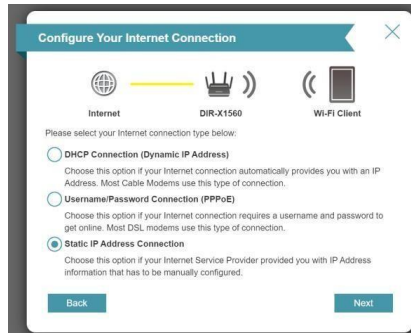 Configure Your Internet Connection
Internet
DIR-X1560
Wi-Fi Client
Please select your Internet connection type below:
DHCP Connection (Dynamic IP Address)
Choose this option if your Internet connection automatically provides you with an IP
Address. Most Cable Modems use this type of connection.
Username/Password Connection (PPPoE)
Choose this option if your Internet connection requires a username and password to
get online. Most DSL modems use this type of connection.
Static IP Address Connection
Choose this option if your Internet Service Provider provided you with IP Address
information that has to be manually configured.
Back
Next